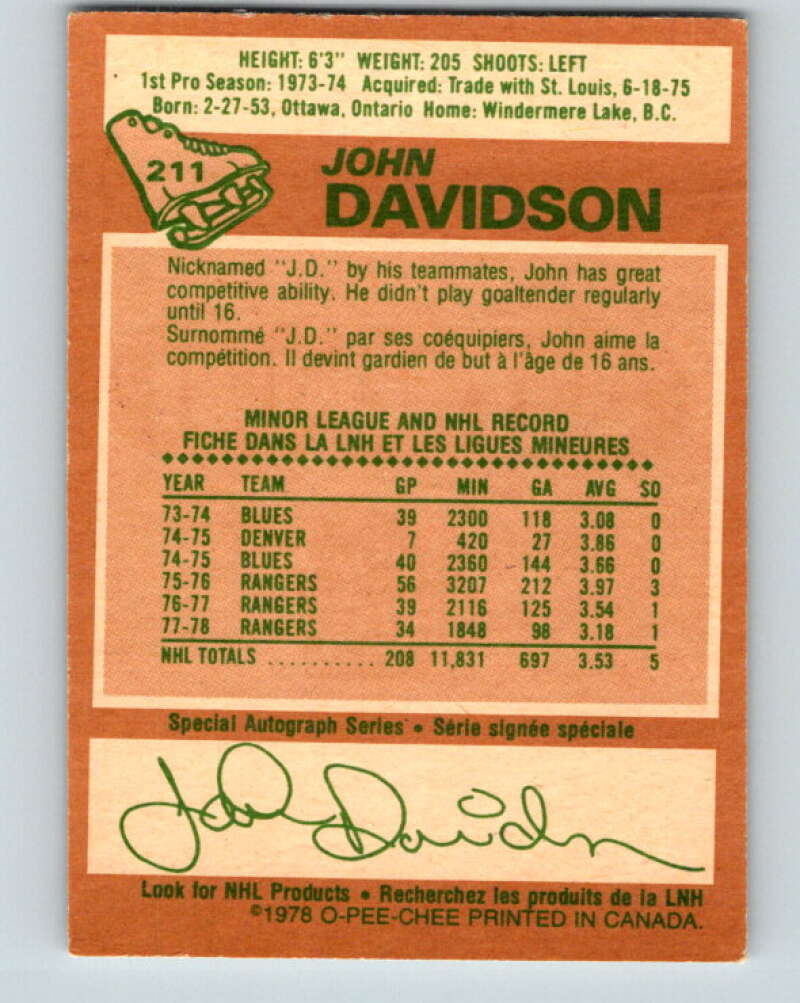 HEIGHT: 6'3" WEIGHT: 205 SHOOTS: LEFT
1st Pro Season: 1973-74 Acquired: Trade with St. Louis, 6-18-75
Born: 2-27-53, Ottawa, Ontario Home: Windermere Lake, B.C.
211
JOHN
DAVIDSON
Nicknamed "J.D." by his teammates, John has great
competitive ability. He didn't play goaltender regularly
until 16.
Surnommé "J.D." par ses coéquipiers, John aime la
compétition. Il devint gardien de but à l'âge de 16 ans.
MINOR LEAGUE AND NHL RECORD
FICHE DANS LA LNH ET LES LIGUES MINEURES
YEAR TEAM GP MIN GA AVG SO
73-74 BLUES 39 2300 118 3.08 0
74-75 DENVER 7 420 27 3.86 0
74-75 BLUES 40 2360 144 3.66 0
75-76 RANGERS 56 3207 212 3.97 3
76-77 RANGERS 39 2116 125 3.54 1
77-78 RANGERS 34 1848 98 3.18 1
NHL TOTALS .......... 208 11,831 697 3.53 5
Special Autograph Series • Série signée spéciale
John Davidson
Look for NHL Products • Recherchez les produits de la LNH
©1978 O-PEE-CHEE PRINTED IN CANADA.